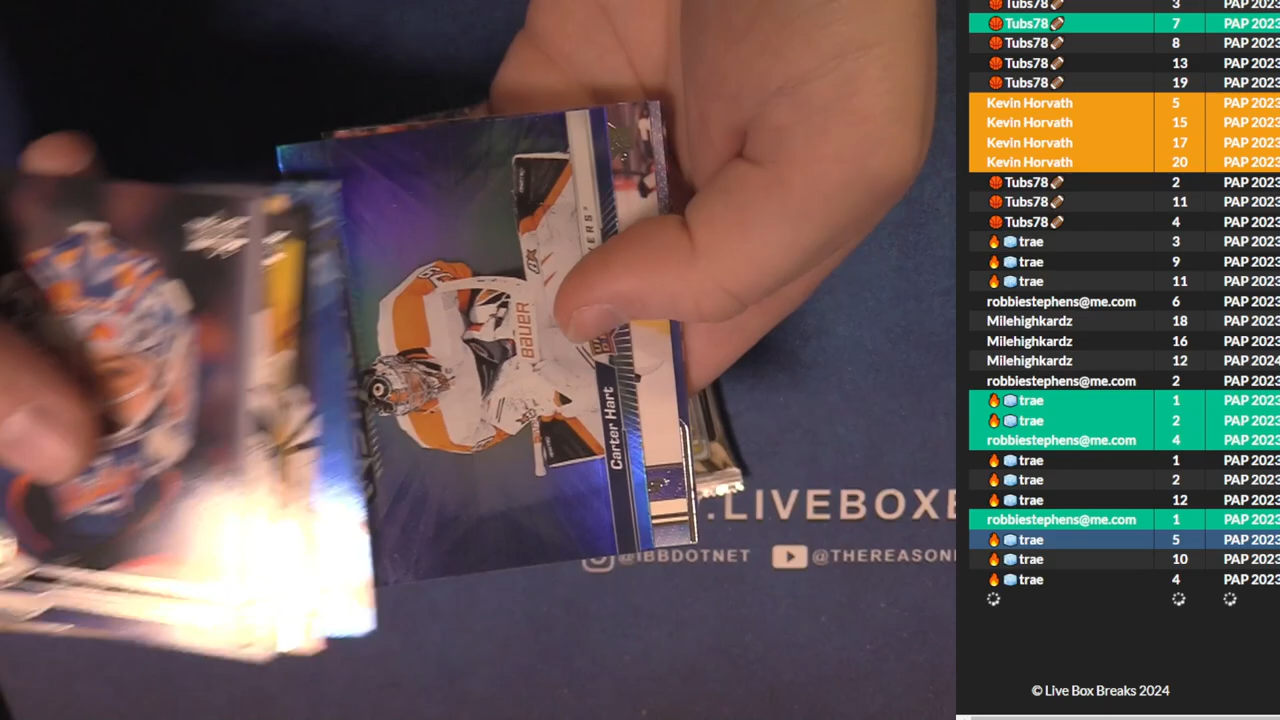 Tubs78 3 PAP 2023
Tubs78 7 PAP 2023
Tubs78 8 PAP 2023
Tubs78 13 PAP 2023
Tubs78 19 PAP 2023
Kevin Horvath 5 PAP 2023
Kevin Horvath 15 PAP 2023
Kevin Horvath 17 PAP 2023
Kevin Horvath 20 PAP 2023
Tubs78 2 PAP 2023
Tubs78 11 PAP 2023
Tubs78 4 PAP 2023
trae 3 PAP 2023
trae 9 PAP 2023
trae 11 PAP 2023
robbiestephens@me.com 6 PAP 2023
Milehighkardz 18 PAP 2023
Milehighkardz 16 PAP 2023
Milehighkardz 12 PAP 2024
robbiestephens@me.com 2 PAP 2023
trae 1 PAP 2023
trae 2 PAP 2023
robbiestephens@me.com 4 PAP 2023
trae 1 PAP 2023
trae 2 PAP 2023
trae 12 PAP 2023
robbiestephens@me.com 1 PAP 2023
trae 5 PAP 2023
trae 10 PAP 2023
trae 4 PAP 2023
© Live Box Breaks 2024
BAUER
Carter Hart
ERS
.LIVEBOXB
@IBBDOTNET @THEREASON